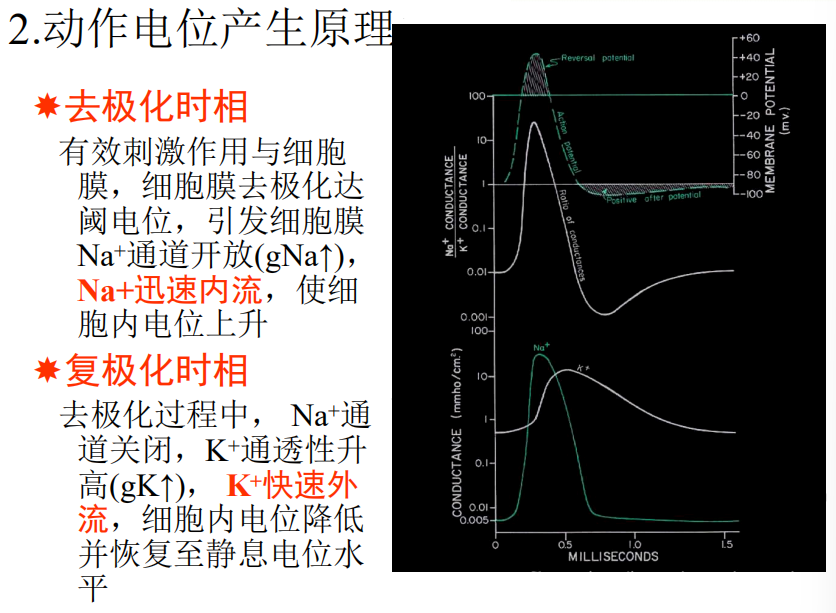 2.动作电位产生原理
✸去极化时相
有效刺激作用与细胞
膜，细胞膜去极化达
阈电位，引发细胞膜
Na⁺通道开放(gNa↑)，
Na+迅速内流，使细
胞内电位上升
✸复极化时相
去极化过程中， Na⁺通
道关闭，K⁺通透性升
高(gK↑)， K⁺快速外
流，细胞内电位降低
并恢复至静息电位水
平
+60
+40
+20
0
-20
-40
-60
-80
-100
MEMBRANE POTENTIAL
(mv.)
Reversal potential
Action potential
Positive after potential
Ratio of conductances
Na⁺ CONDUCTANCE
K⁺ CONDUCTANCE
100
10
1
0.1
0.01
0.001
100
10
1
0.1
0.01
0.005
CONDUCTANCE (mmho/cm²)
Na⁺
K+
0
0.5
1.0
1.5
MILLISECONDS